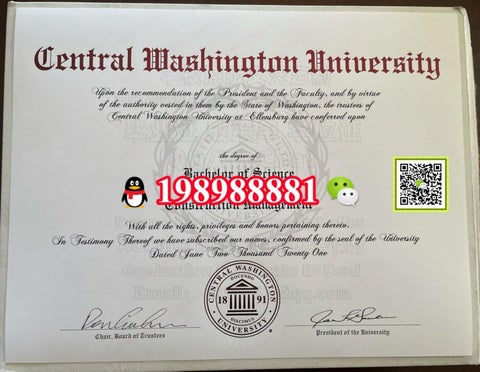 Central Washington University
Upon the recommendation of the President and the Faculty, and by virtue
of the authority vested in them by the State of Washington, the trustees of
Central Washington University at Ellensburg have conferred upon
the degree of
Bachelor of Science
198988881
Construction Management
With all the rights, privileges and honors pertaining thereto.
In Testimony Thereof we have subscribed our names, confirmed by the seal of the University
Dated June Two Thousand Twenty One
CENTRAL WASHINGTON
DOCENDO
18 91
DISCIMUS
UNIVERSITY
Chair, Board of Trustees
President of the University